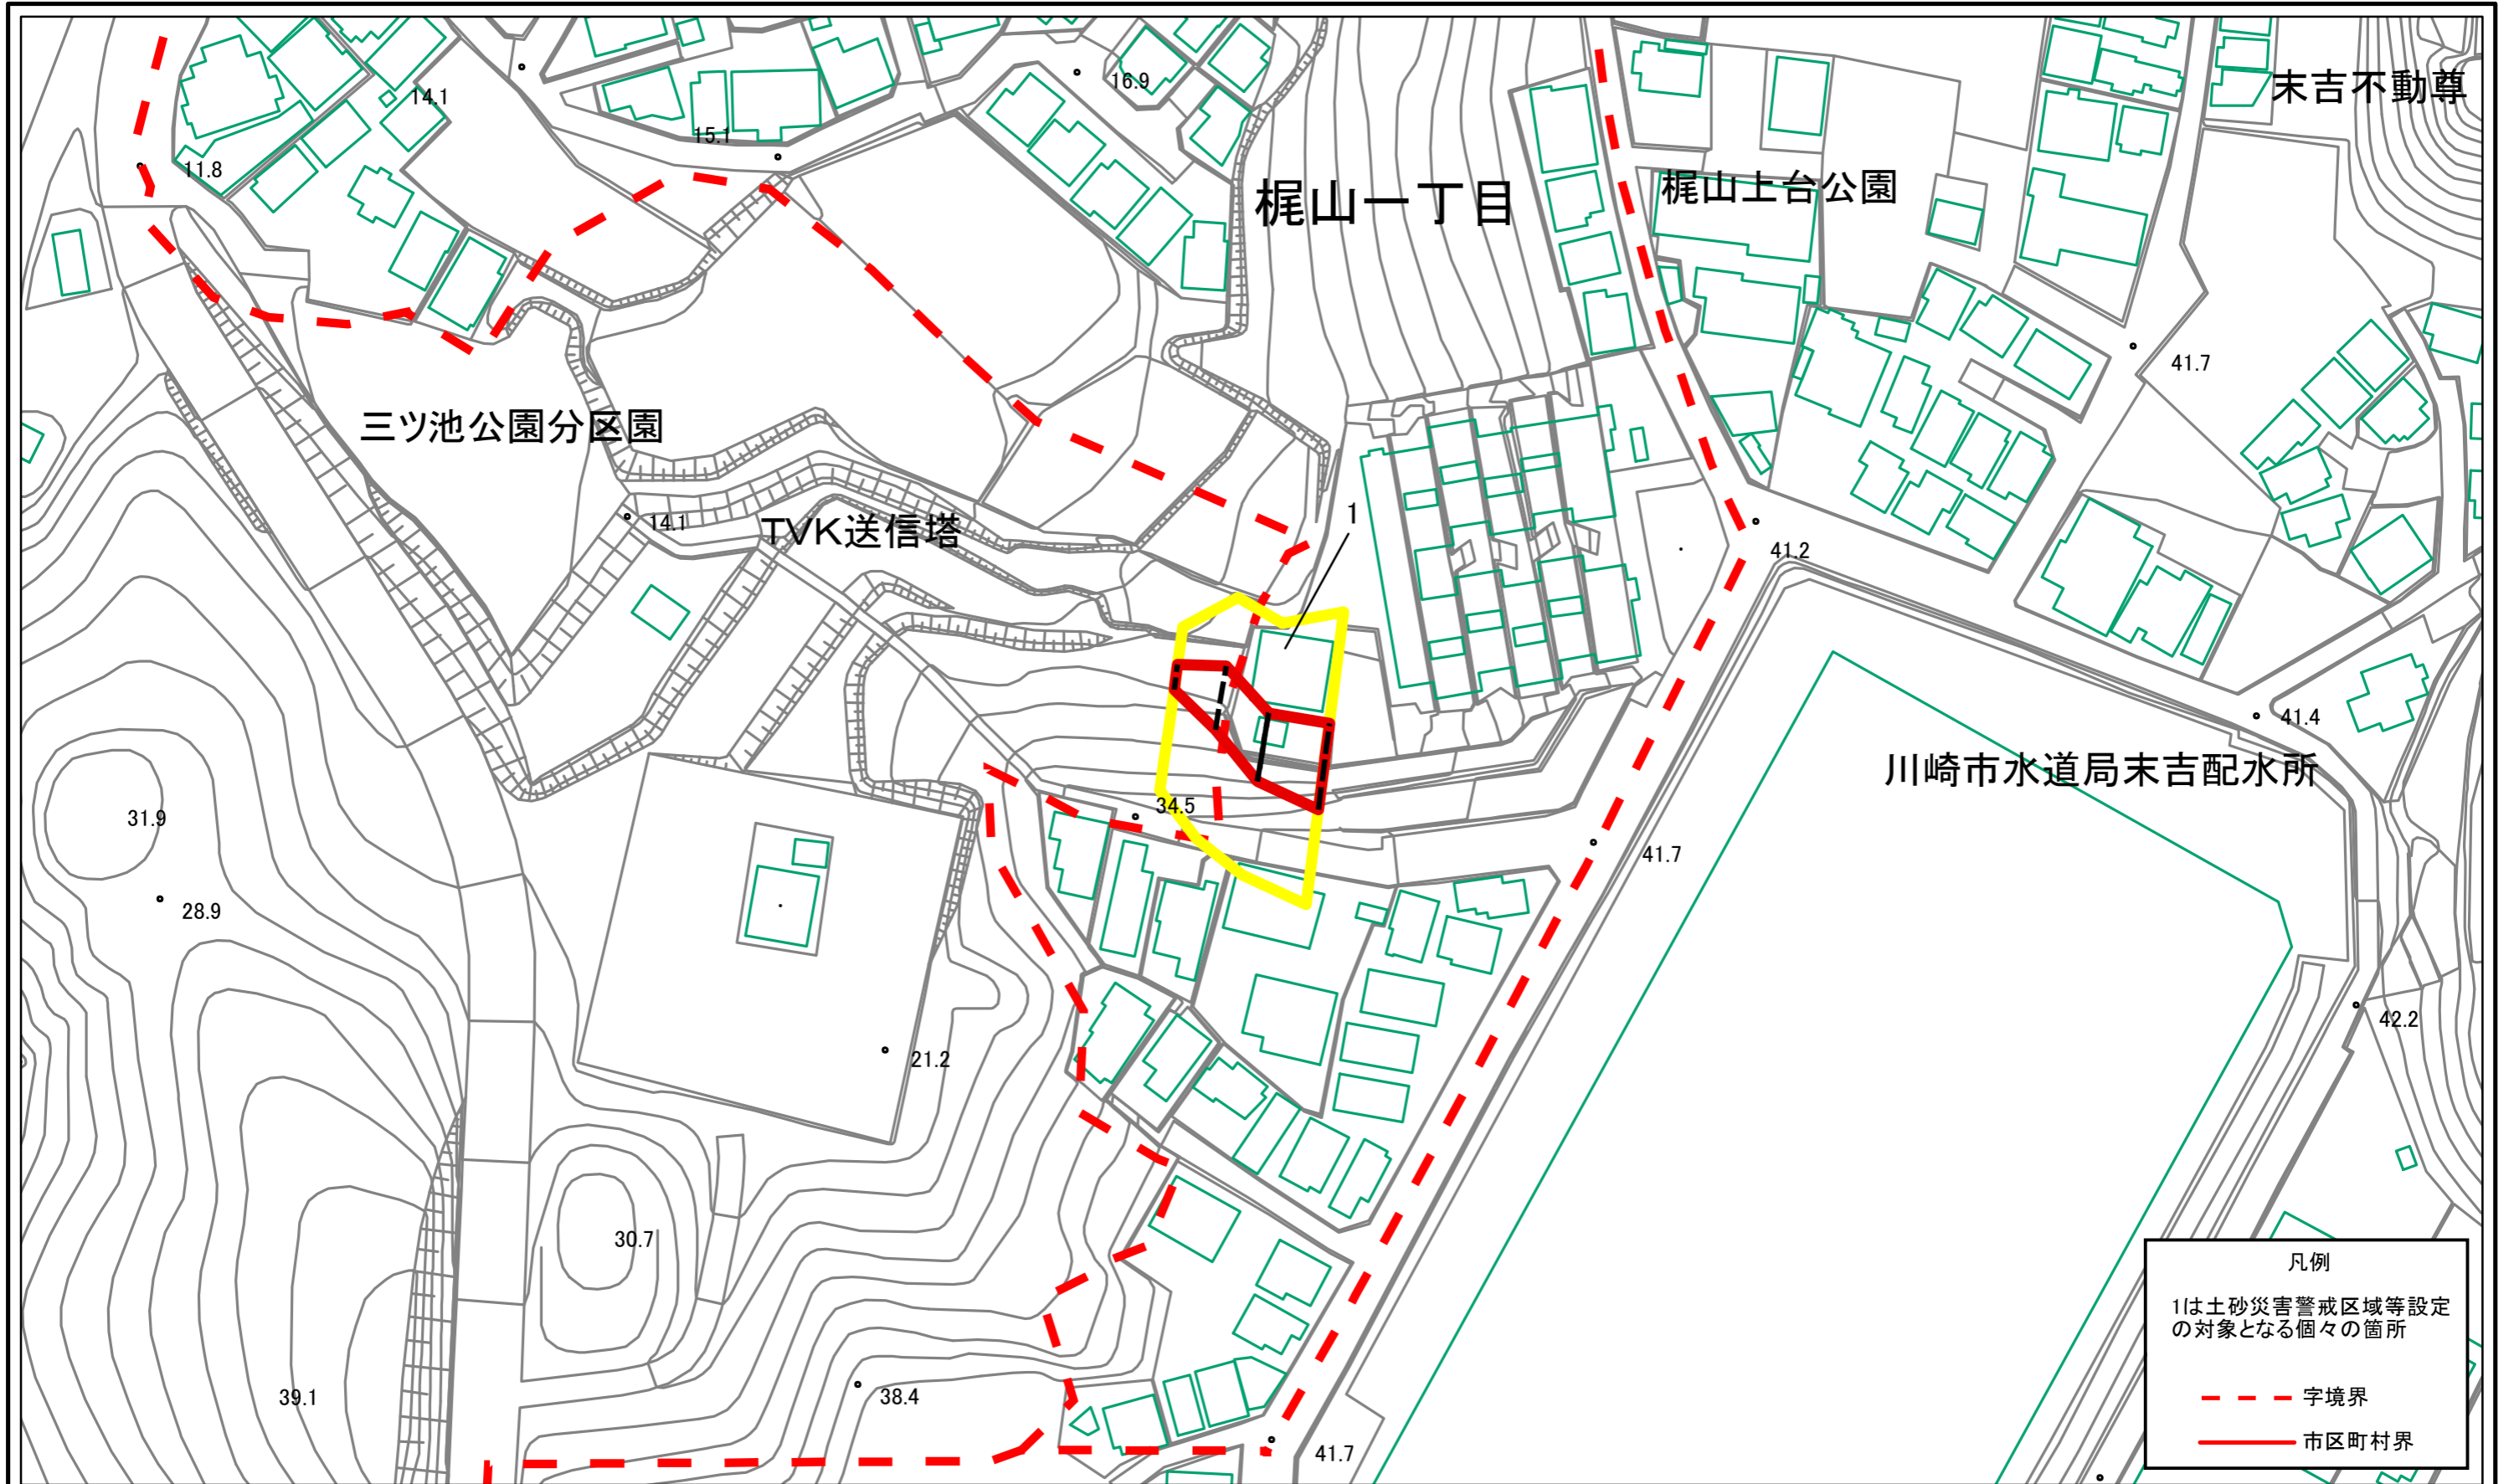 末吉不動尊
16.9
14.1
15.1
11.8
梶山一丁目
梶山上台公園
41.7
三ツ池公園分区園
1
14.1
TVK送信塔
41.2
41.4
川崎市水道局末吉配水所
34.5
31.9
41.7
28.9
42.2
21.2
30.7
39.1
38.4
41.7
凡例
1は土砂災害警戒区域等設定
の対象となる個々の箇所
字境界
市区町村界